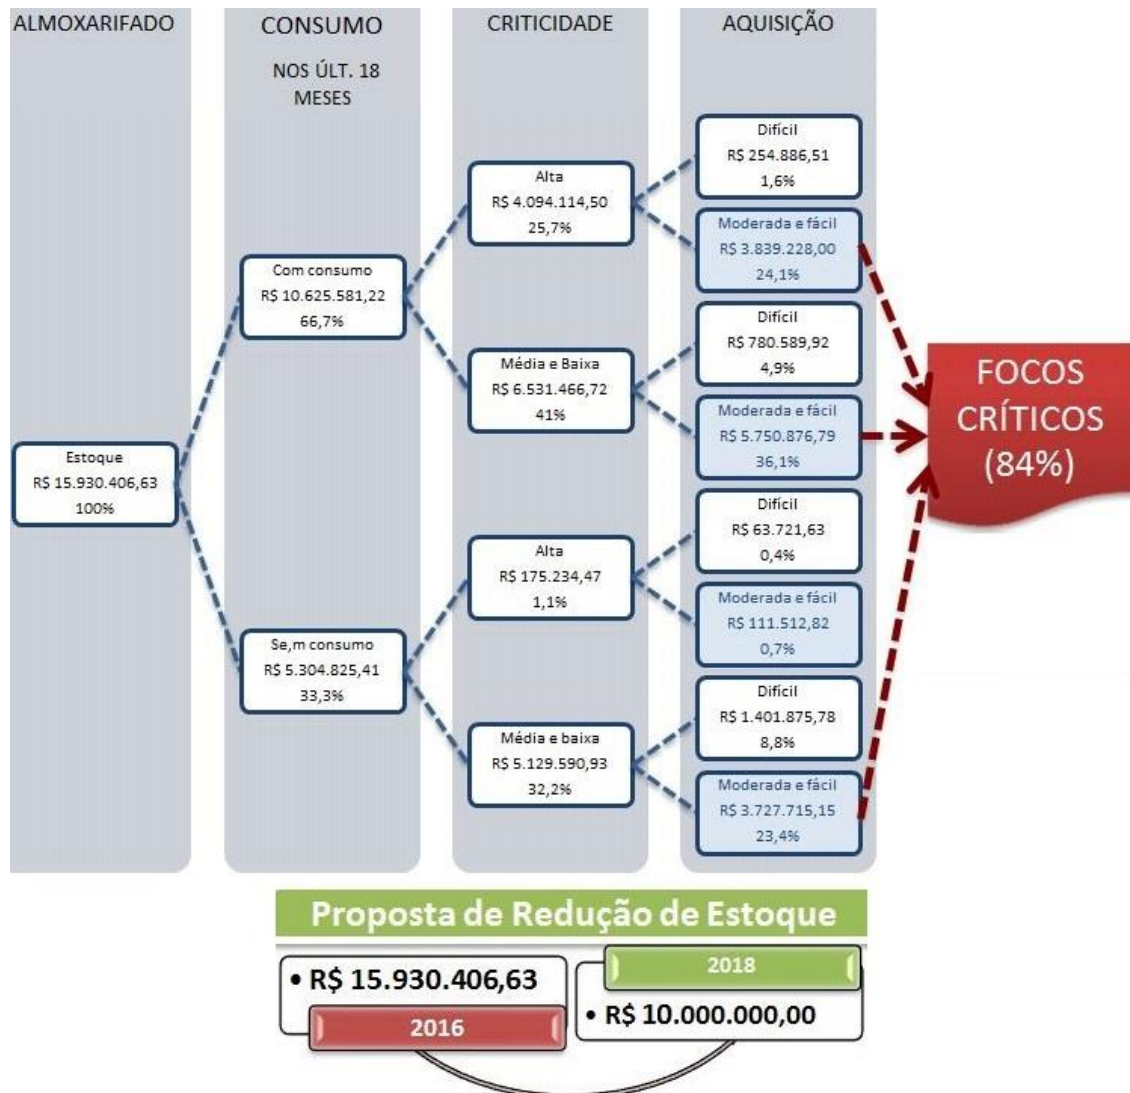 ALMOXARIFADO
CONSUMO
NOS ÚLT. 18
MESES
CRITICIDADE
AQUISIÇÃO
Estoque
R$ 15.930.406,63
100%
Com consumo
R$ 10.625.581,22
66,7%
Se,m consumo
R$ 5.304.825,41
33,3%
Alta
R$ 4.094.114,50
25,7%
Média e Baixa
R$ 6.531.466,72
41%
Alta
R$ 175.234,47
1,1%
Média e baixa
R$ 5.129.590,93
32,2%
Difícil
R$ 254.886,51
1,6%
Moderada e fácil
R$ 3.839.228,00
24,1%
Difícil
R$ 780.589,92
4,9%
Moderada e fácil
R$ 5.750.876,79
36,1%
Difícil
R$ 63.721,63
0,4%
Moderada e fácil
R$ 111.512,82
0,7%
Difícil
R$ 1.401.875,78
8,8%
Moderada e fácil
R$ 3.727.715,15
23,4%
FOCOS
CRÍTICOS
(84%)
Proposta de Redução de Estoque
• R$ 15.930.406,63
2016
2018
• R$ 10.000.000,00